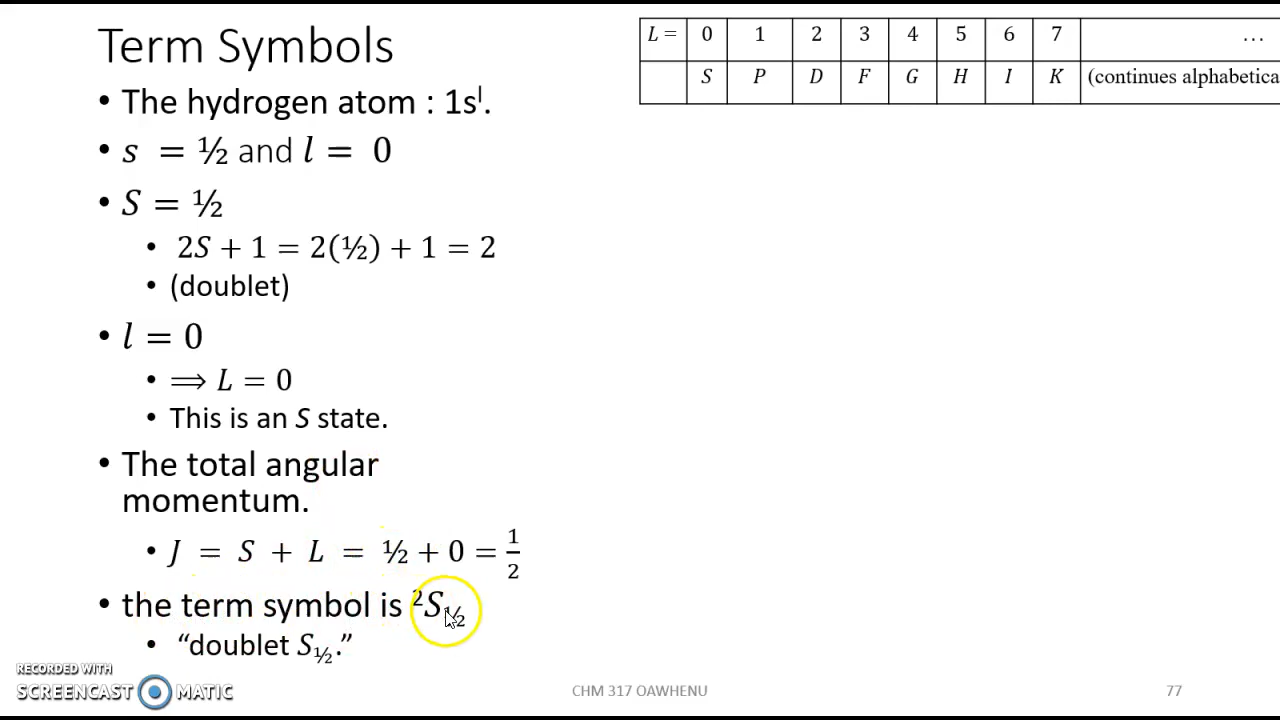 Term Symbols
L = 0 1 2 3 4 5 6 7 …
S P D F G H I K (continues alphabetica
• The hydrogen atom : 1sˡ.
• s = ½ and l = 0
• S = ½
• 2S + 1 = 2(½) + 1 = 2
• (doublet)
• l = 0
• ⟹ L = 0
• This is an S state.
• The total angular
momentum.
• J = S + L = ½ + 0 = 1/2
• the term symbol is ²S½
• “doublet S½.”
RECORDED WITH
SCREENCAST MATIC
CHM 317 OAWHENU
77